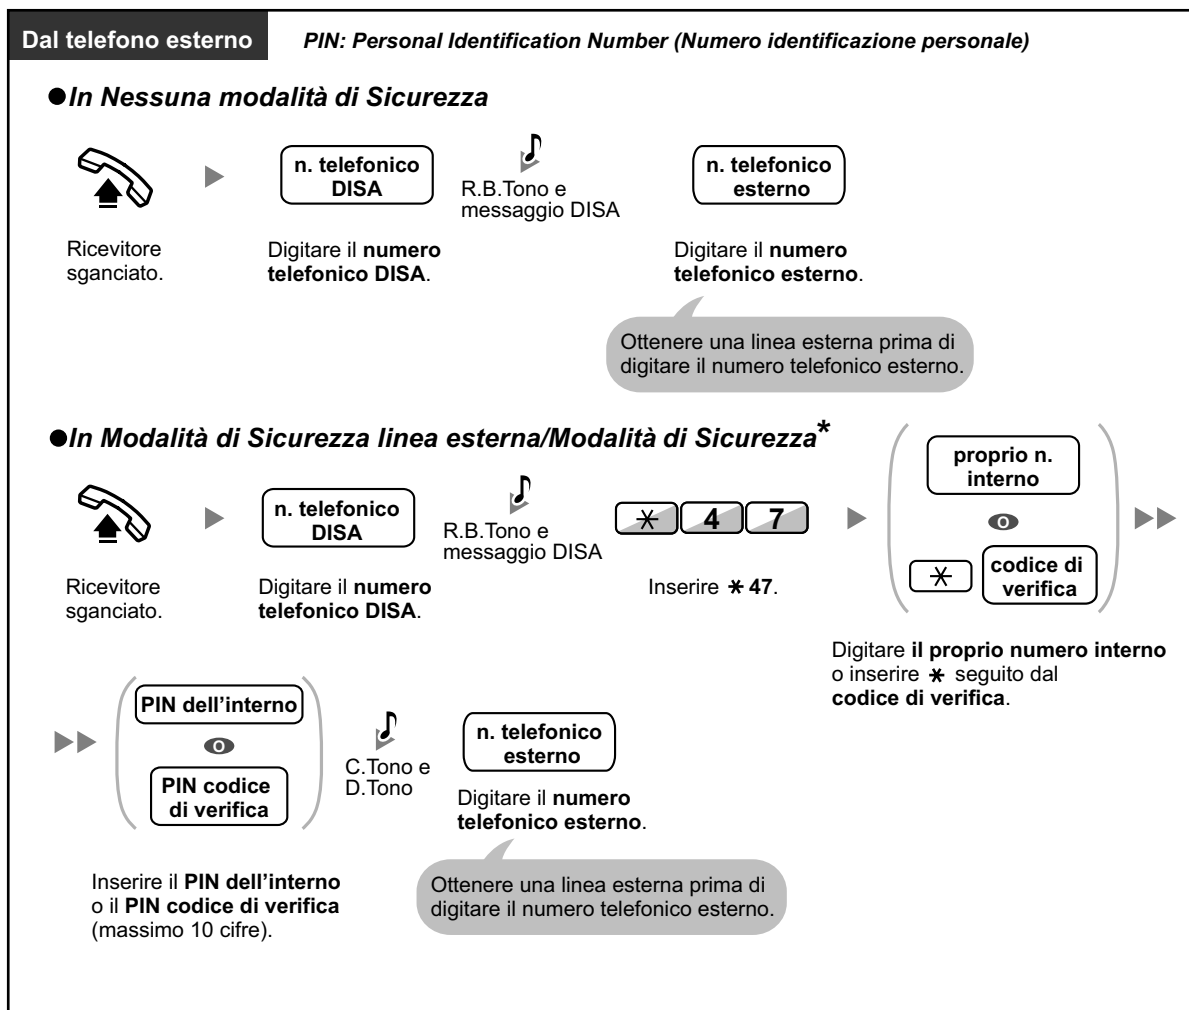 Dal telefono esterno
PIN: Personal Identification Number (Numero identificazione personale)
●In Nessuna modalità di Sicurezza
n. telefonico
DISA
R.B.Tono e
messaggio DISA
n. telefonico
esterno
Ricevitore
sganciato.
Digitare il numero
telefonico DISA.
Digitare il numero
telefonico esterno.
Ottenere una linea esterna prima di
digitare il numero telefonico esterno.
●In Modalità di Sicurezza linea esterna/Modalità di Sicurezza*
n. telefonico
DISA
R.B.Tono e
messaggio DISA
* 4 7
proprio n.
interno
o
* codice di
verifica
Ricevitore
sganciato.
Digitare il numero
telefonico DISA.
Inserire * 47.
Digitare il proprio numero interno
o inserire * seguito dal
codice di verifica.
PIN dell'interno
o
PIN codice
di verifica
C.Tono e
D.Tono
n. telefonico
esterno
Digitare il numero
telefonico esterno.
Inserire il PIN dell'interno
o il PIN codice di verifica
(massimo 10 cifre).
Ottenere una linea esterna prima di
digitare il numero telefonico esterno.